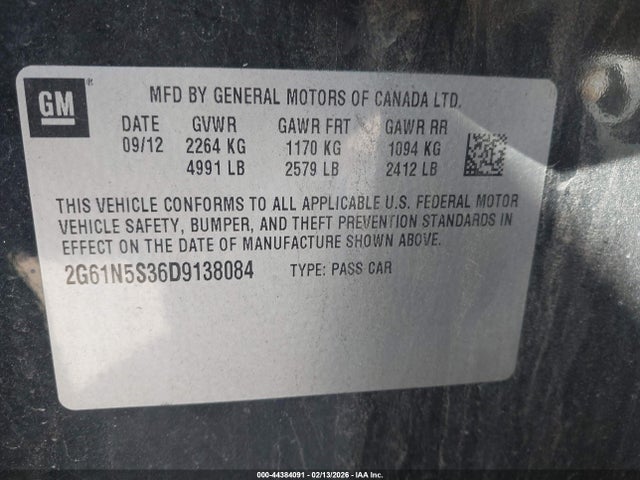 GM ®
MFD BY GENERAL MOTORS OF CANADA LTD.
DATE GVWR GAWR FRT GAWR RR
09/12 2264 KG 1170 KG 1094 KG
4991 LB 2579 LB 2412 LB
THIS VEHICLE CONFORMS TO ALL APPLICABLE U.S. FEDERAL MOTOR
VEHICLE SAFETY, BUMPER, AND THEFT PREVENTION STANDARDS IN
EFFECT ON THE DATE OF MANUFACTURE SHOWN ABOVE.
2G61N5S36D9138084 TYPE: PASS CAR
000-44384091 - 02/13/2026 - IAA Inc.